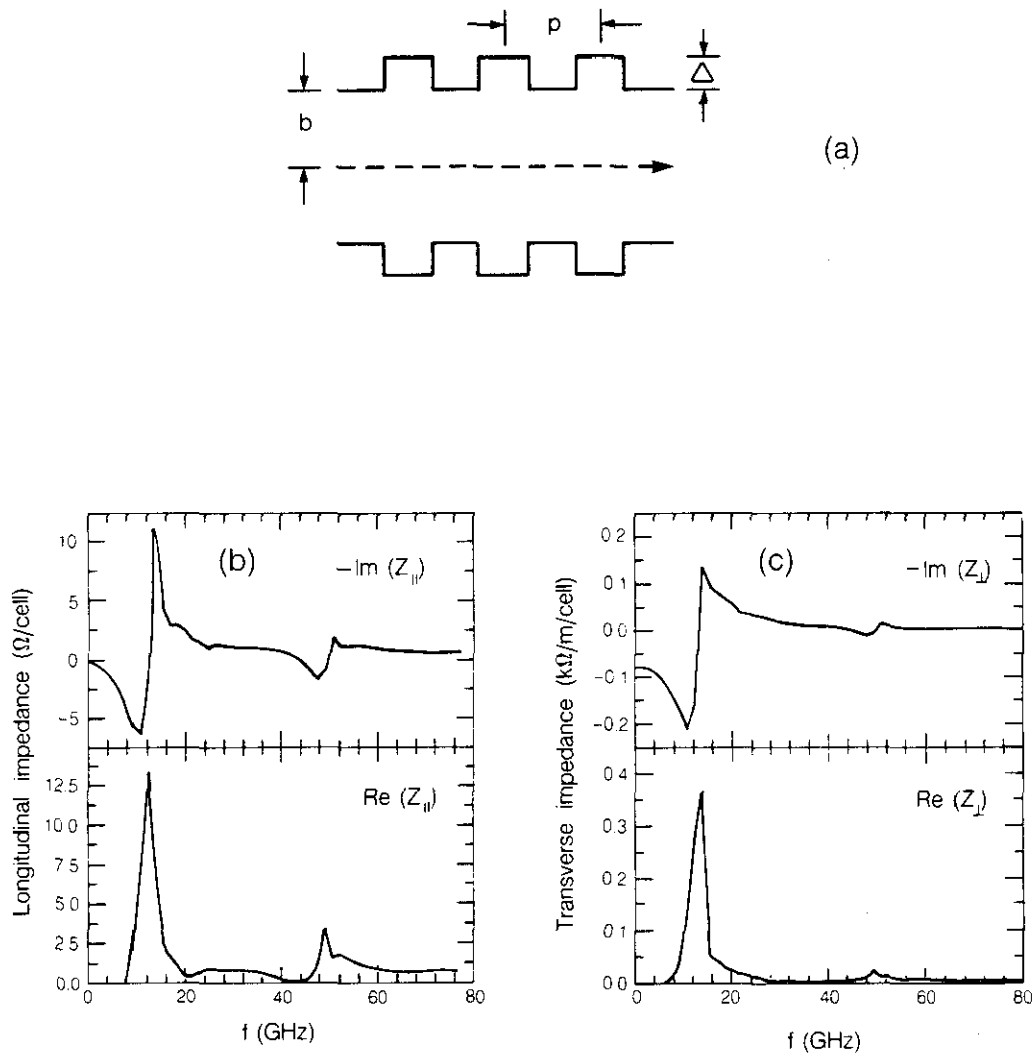 p
Δ
b
(a)
Longitudinal impedance (Ω/cell)
10
5
0
-5
(b)
-Im (Z||)
12.5
10.0
7.5
5.0
2.5
0.0
Re (Z||)
0 20 40 60 80
f (GHz)
Transverse impedance (kΩ/m/cell)
0.2
0.1
0.0
-0.1
-0.2
(c)
-Im (Z⊥)
0.4
0.3
0.2
0.1
0.0
Re (Z⊥)
0 20 40 60 80
f (GHz)